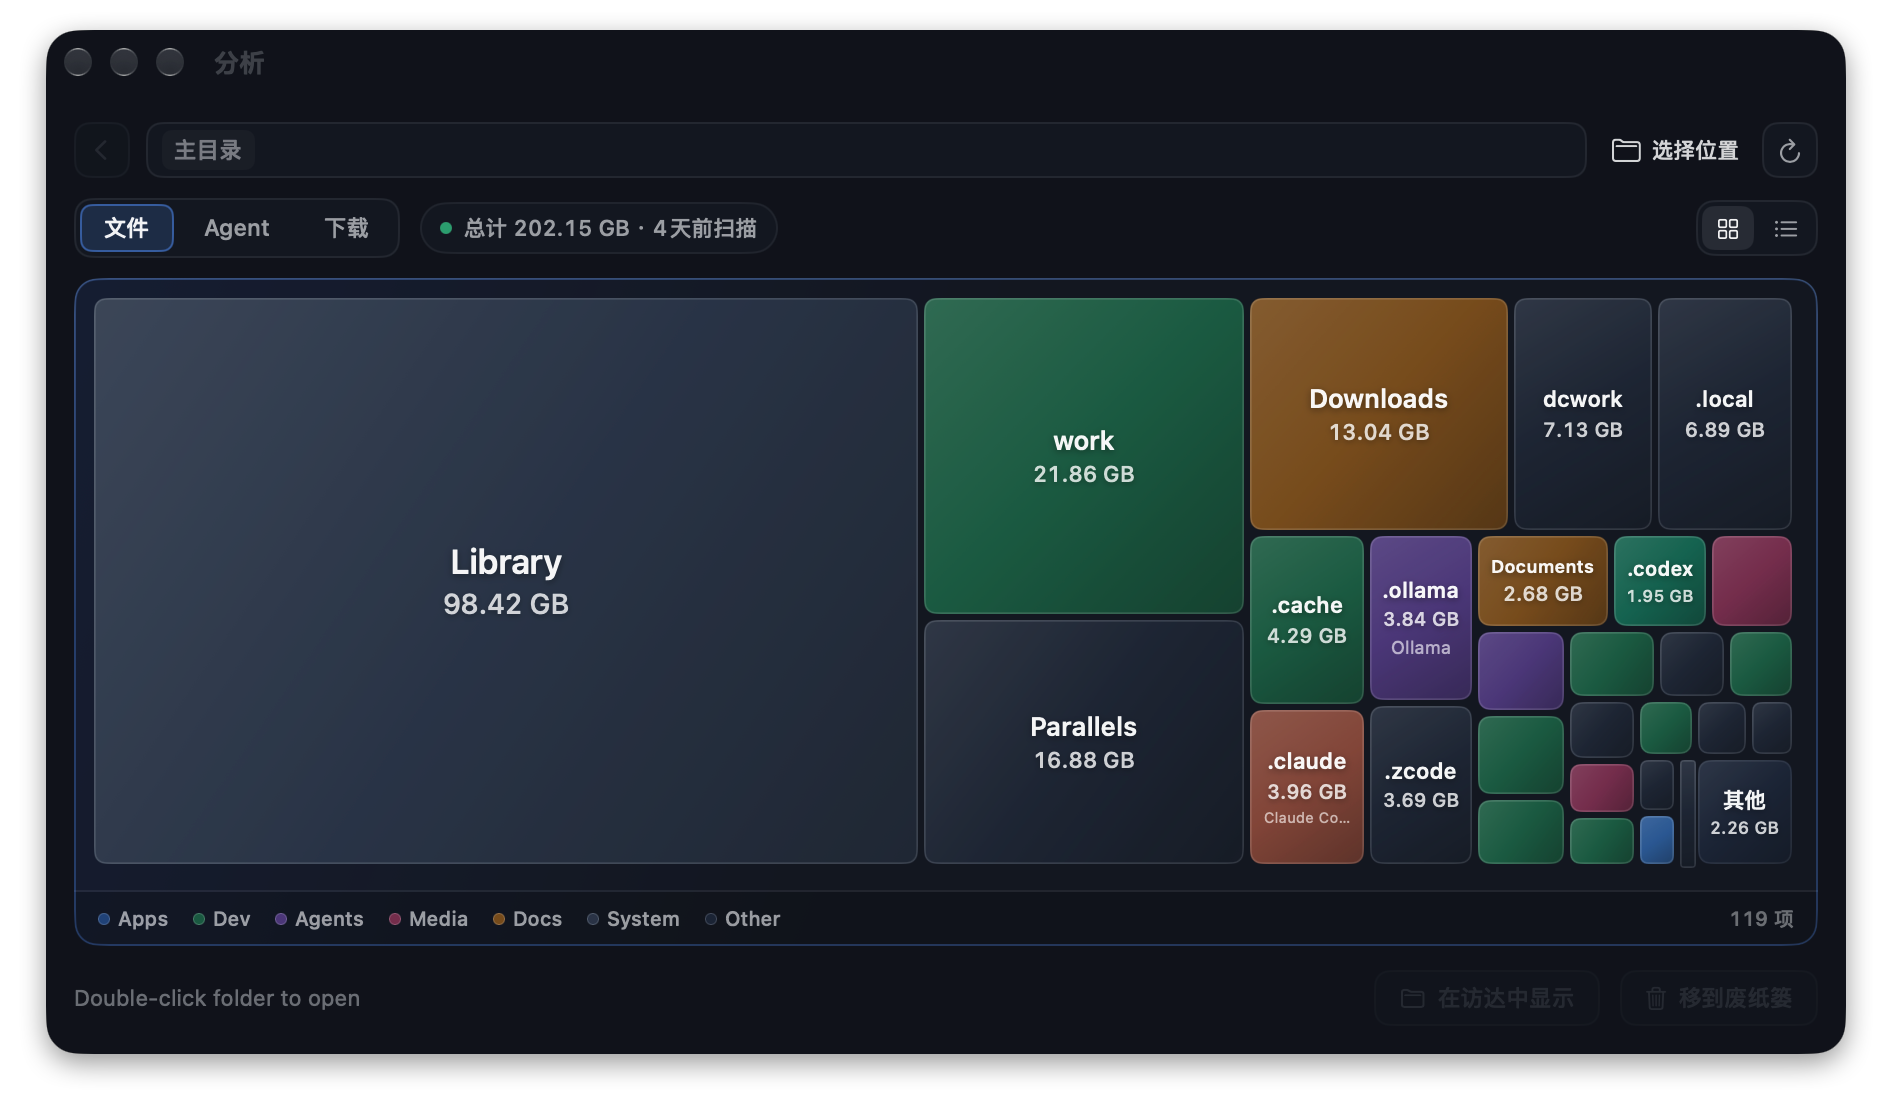 分析
主目录
选择位置
文件
Agent
下载
总计 202.15 GB · 4天前扫描
Library
98.42 GB
work
21.86 GB
Parallels
16.88 GB
Downloads
13.04 GB
dcwork
7.13 GB
.local
6.89 GB
.cache
4.29 GB
.ollama
3.84 GB
Ollama
Documents
2.68 GB
.codex
1.95 GB
.claude
3.96 GB
Claude Co...
.zcode
3.69 GB
其他
2.26 GB
Apps
Dev
Agents
Media
Docs
System
Other
119 项
Double-click folder to open
在访达中显示
移到废纸篓